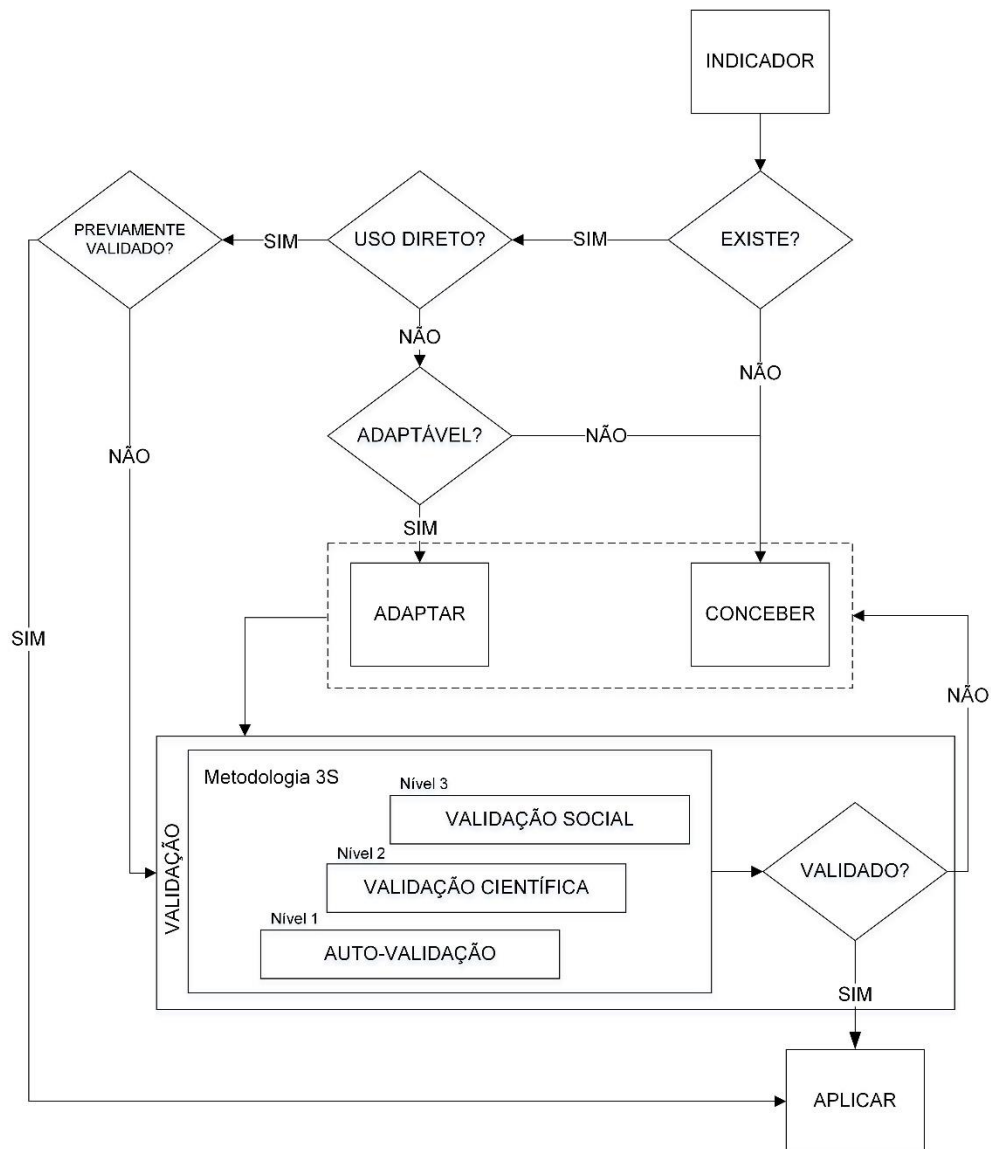 INDICADOR
PREVIAMENTE
VALIDADO?
SIM
USO DIRETO?
SIM
EXISTE?
NÃO
NÃO
ADAPTÁVEL?
NÃO
NÃO
SIM
ADAPTAR
CONCEBER
SIM
NÃO
VALIDAÇÃO
Metodologia 3S
Nível 3
VALIDAÇÃO SOCIAL
Nível 2
VALIDAÇÃO CIENTÍFICA
Nível 1
AUTO-VALIDAÇÃO
VALIDADO?
SIM
APLICAR